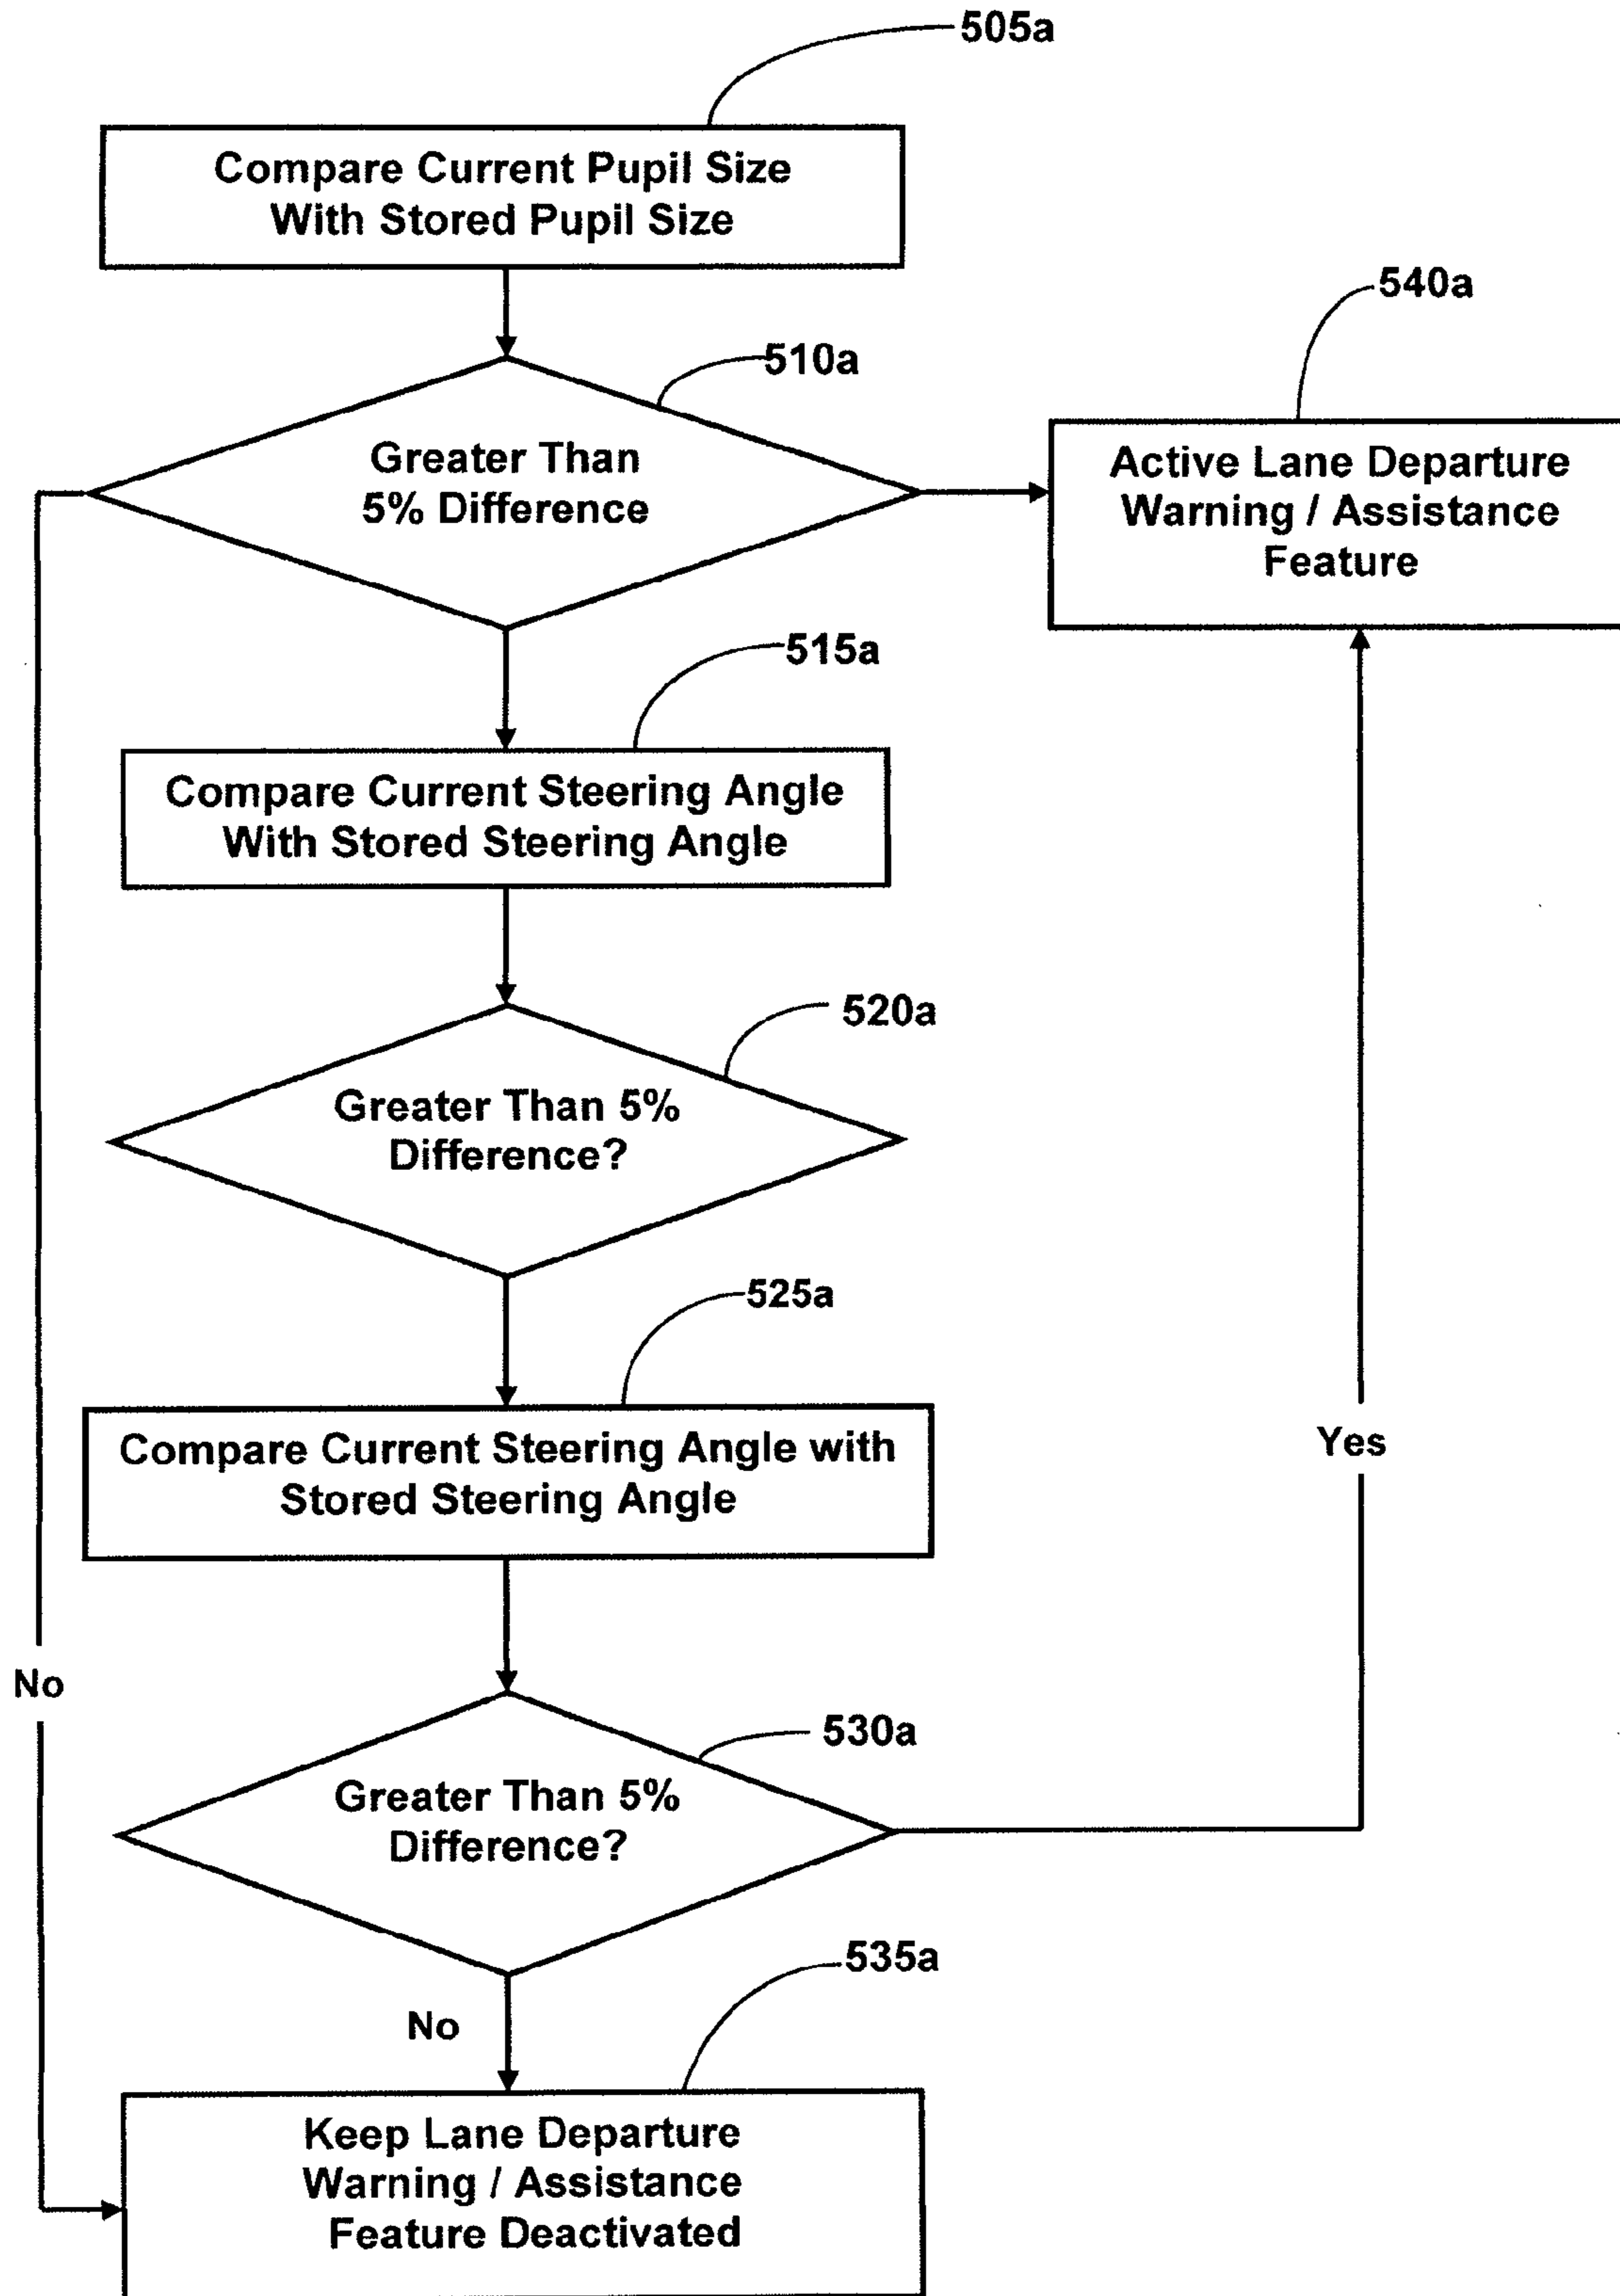 505a
Compare Current Pupil Size
With Stored Pupil Size
540a
510a
Greater Than
5% Difference
Active Lane Departure
Warning / Assistance
Feature
515a
Compare Current Steering Angle
With Stored Steering Angle
520a
Greater Than 5%
Difference?
525a
Compare Current Steering Angle with
Stored Steering Angle
Yes
No
530a
Greater Than 5%
Difference?
535a
No
Keep Lane Departure
Warning / Assistance
Feature Deactivated